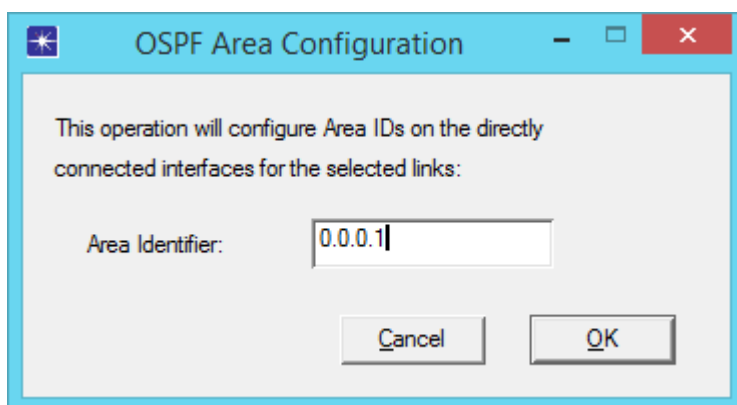 OSPF Area Configuration
This operation will configure Area IDs on the directly
connected interfaces for the selected links:
Area Identifier: 0.0.0.1
Cancel OK